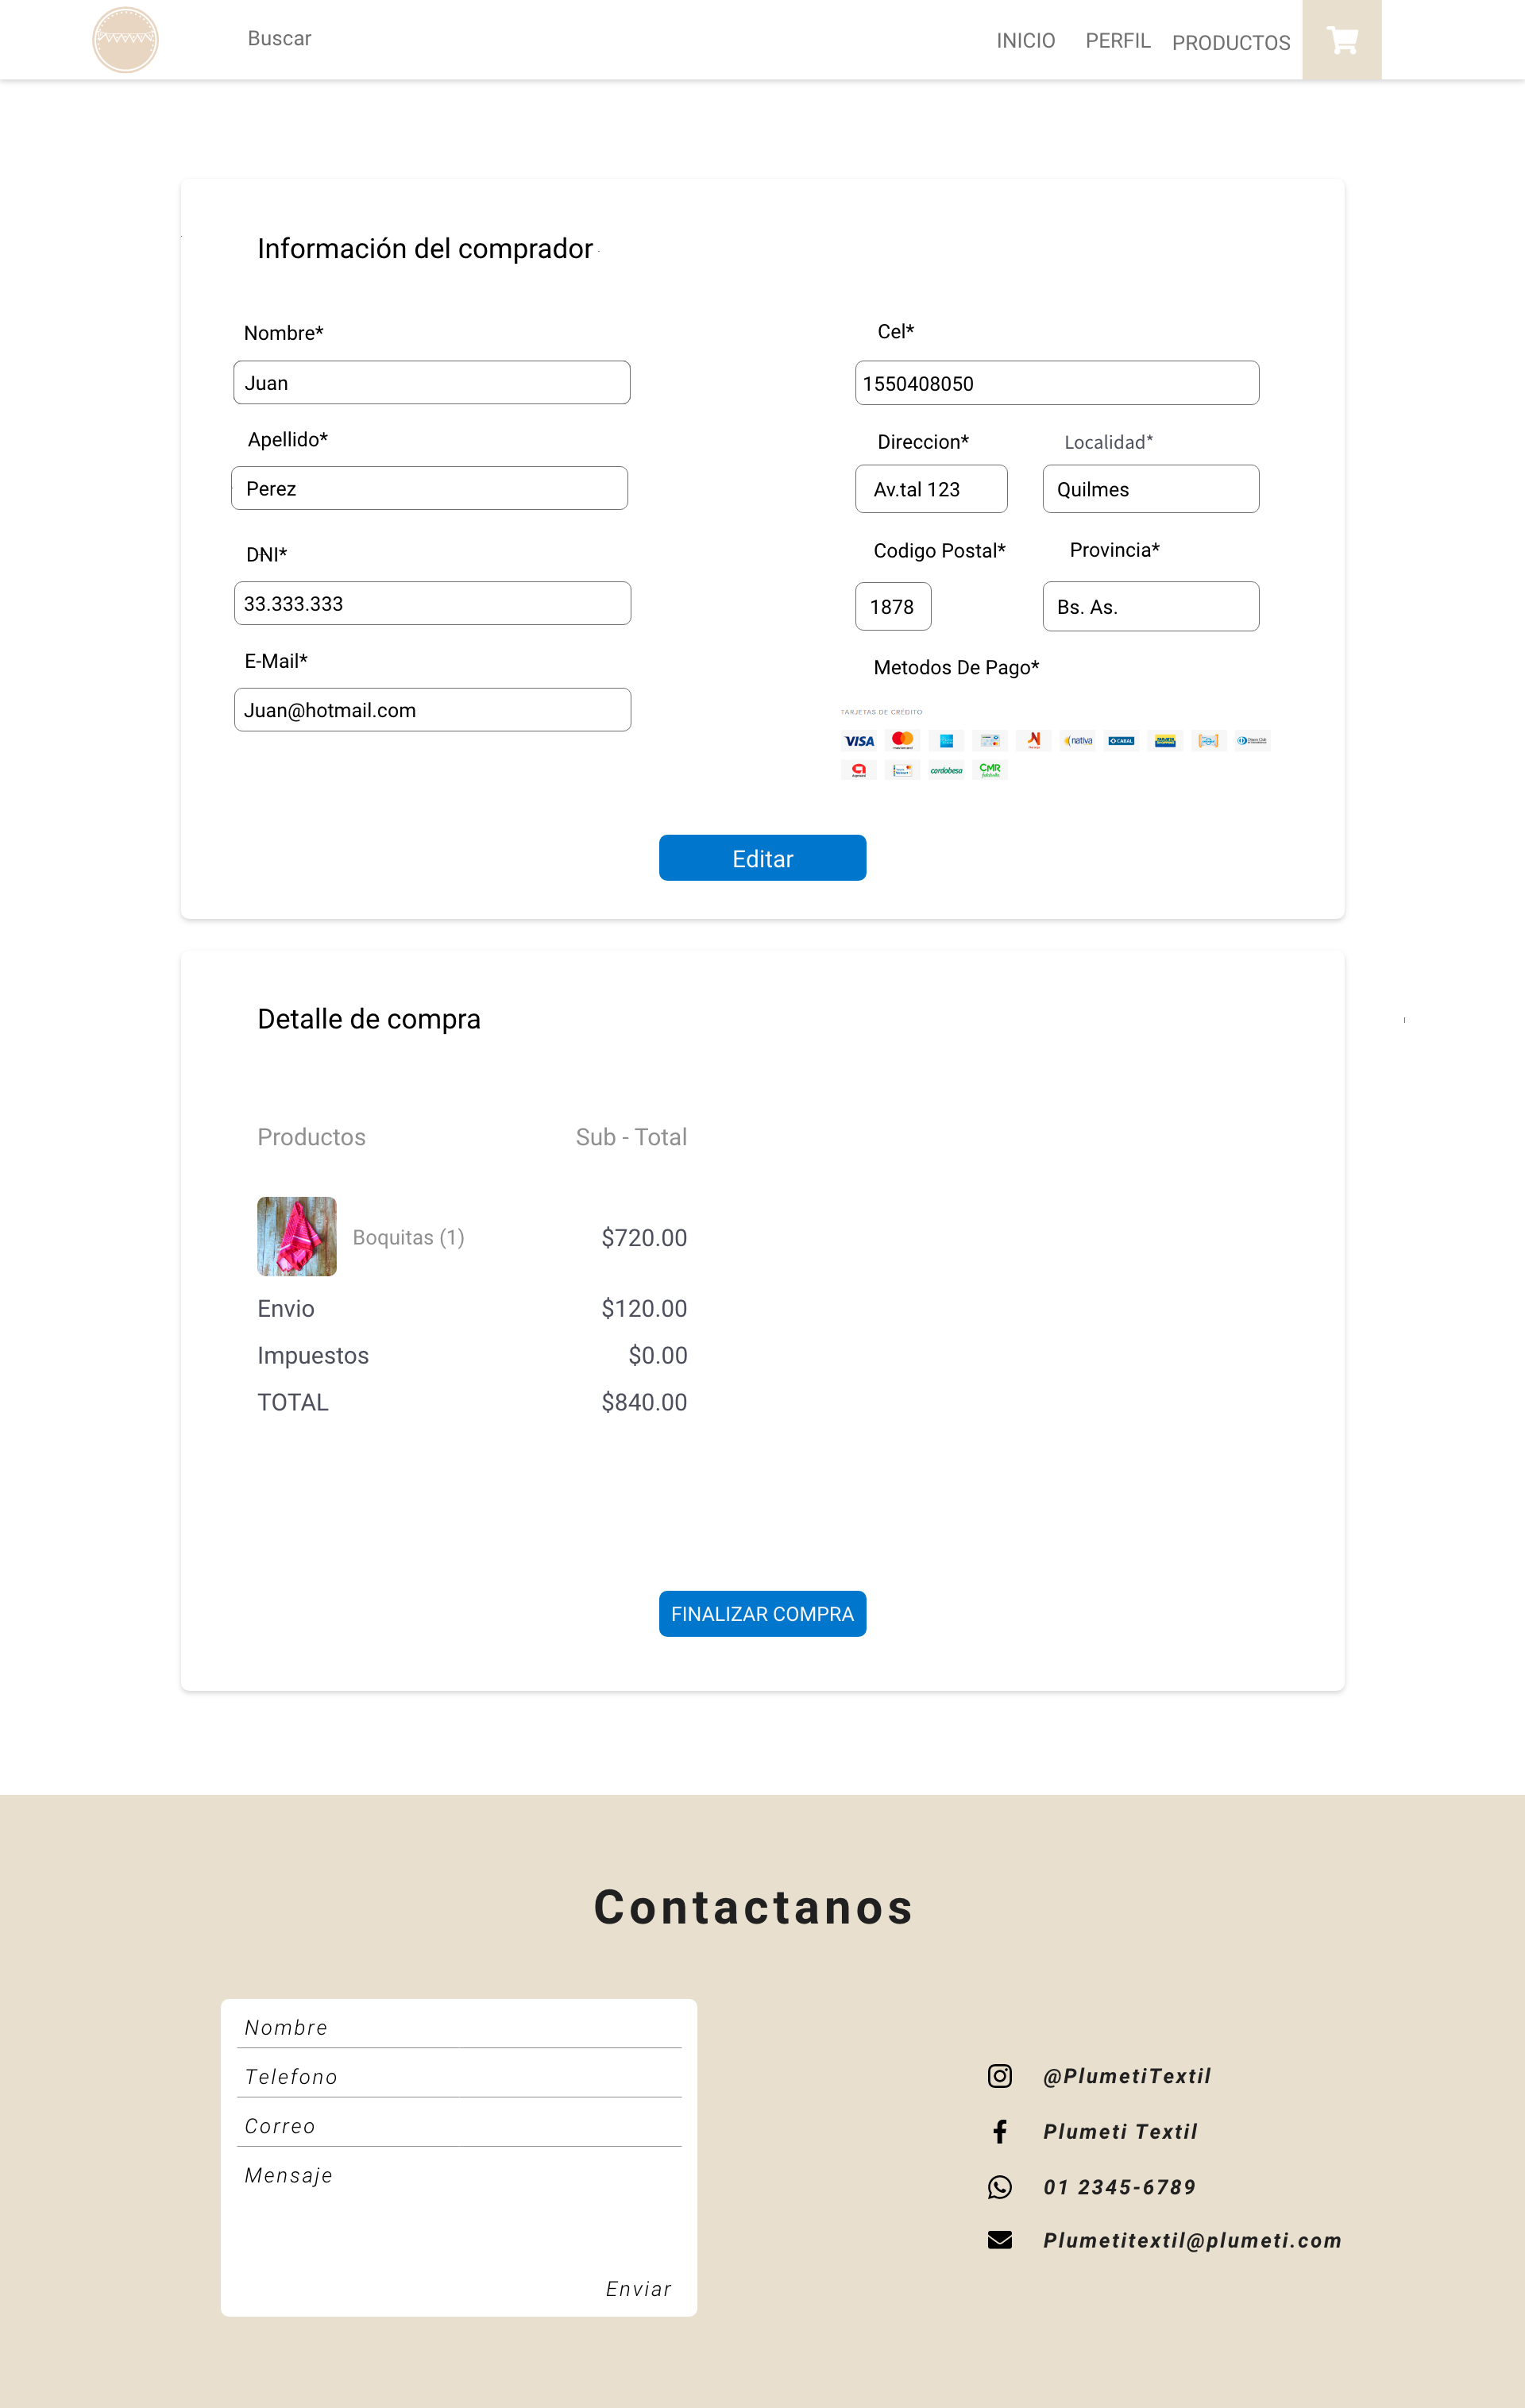 Buscar
INICIO PERFIL PRODUCTOS
Información del comprador
Nombre*
Juan
Apellido*
Perez
DNI*
33.333.333
E-Mail*
Juan@hotmail.com
Cel*
1550408050
Direccion* Localidad*
Av.tal 123 Quilmes
Codigo Postal* Provincia*
1878 Bs. As.
Metodos De Pago*
TARJETAS DE CRÉDITO
VISA nativa CABAL
cordobesa CMR
Editar
Detalle de compra
Productos Sub - Total
Boquitas (1) $720.00
Envio $120.00
Impuestos $0.00
TOTAL $840.00
FINALIZAR COMPRA
Contactanos
Nombre
Telefono
Correo
Mensaje
Enviar
@PlumetiTextil
Plumeti Textil
01 2345-6789
Plumetitextil@plumeti.com